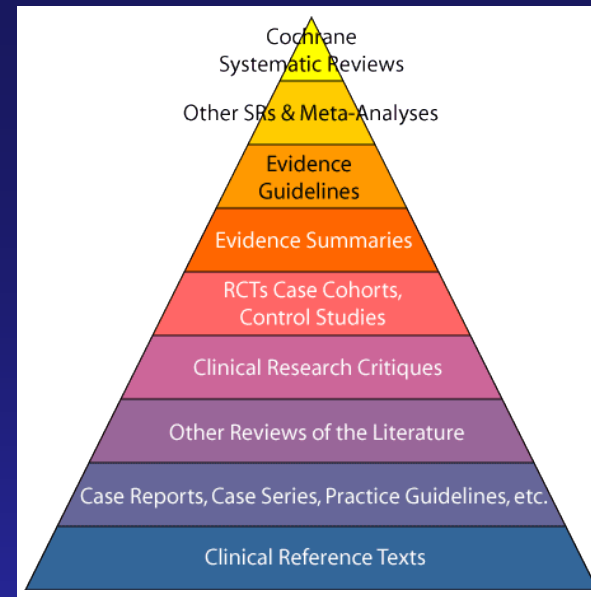 Cochrane
Systematic Reviews
Other SRs & Meta-Analyses
Evidence
Guidelines
Evidence Summaries
RCTs Case Cohorts,
Control Studies
Clinical Research Critiques
Other Reviews of the Literature
Case Reports, Case Series, Practice Guidelines, etc.
Clinical Reference Texts